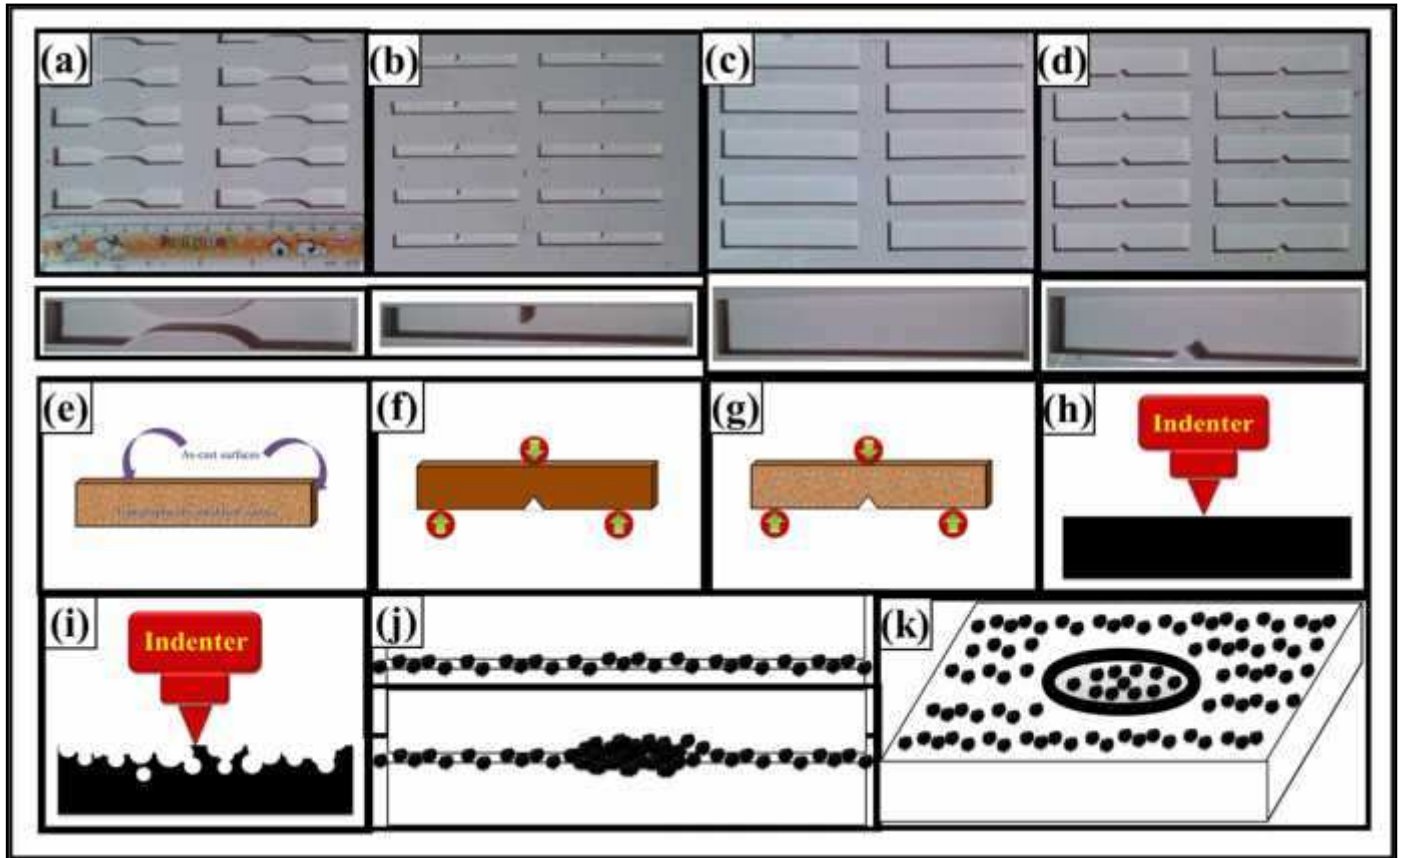 (a)
(b)
(c)
(d)
(e)
(f)
(g)
(h)
As-cast surfaces
Indenter
(i)
(j)
(k)
Indenter